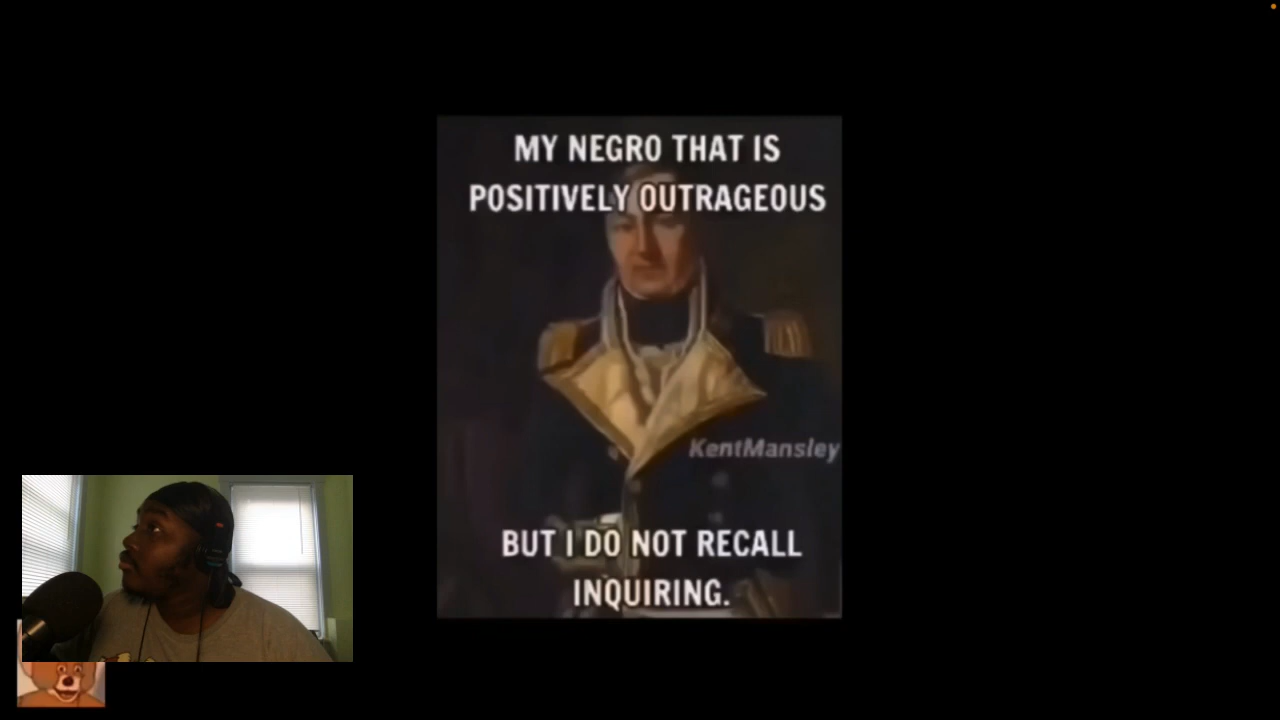 MY NEGRO THAT IS
POSITIVELY OUTRAGEOUS
KentMansley
BUT I DO NOT RECALL
INQUIRING.